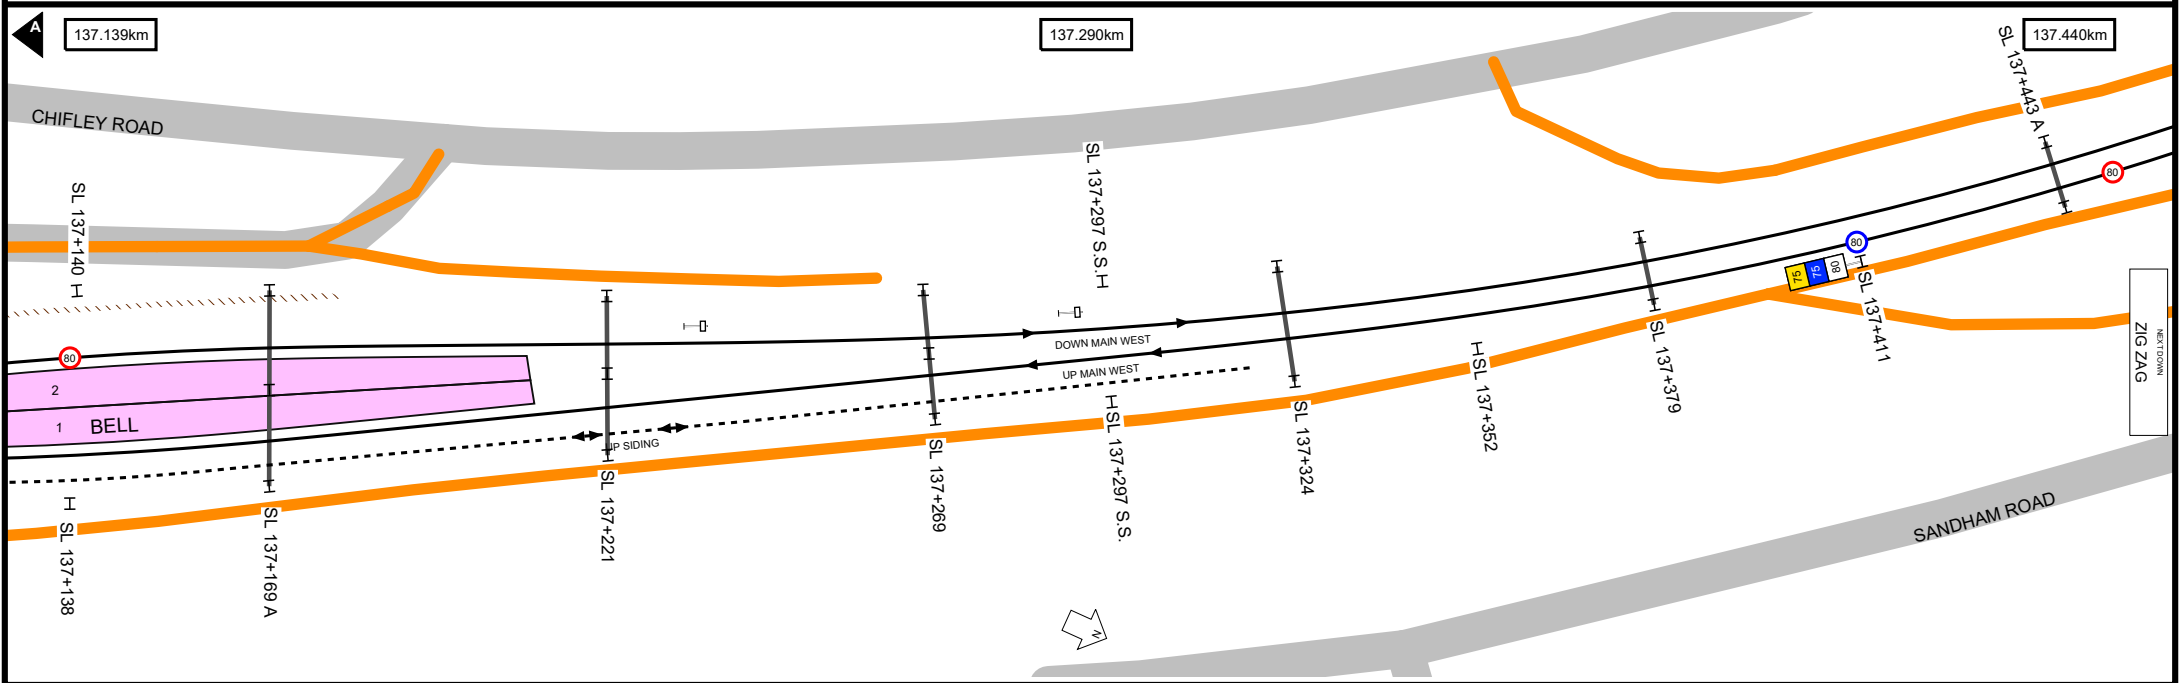 A
137.139km
137.290km
137.440km
CHIFLEY ROAD
SL 137+443 A
SL 137+140
SL 137+297 S.S.
80
80
80
75
75
80
DOWN MAIN WEST
UP MAIN WEST
UP SIDING
2
1 BELL
SL 137+138
SL 137+169 A
SL 137+221
SL 137+269
SL 137+297 S.S.
SL 137+324
SL 137+352
SL 137+379
SL 137+411
NEXT DOWN
ZIG ZAG
SANDHAM ROAD
N